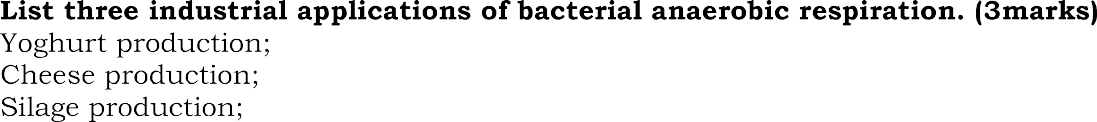 List three industrial applications of bacterial anaerobic respiration. (3marks)
Yoghurt production;
Cheese production;
Silage production;